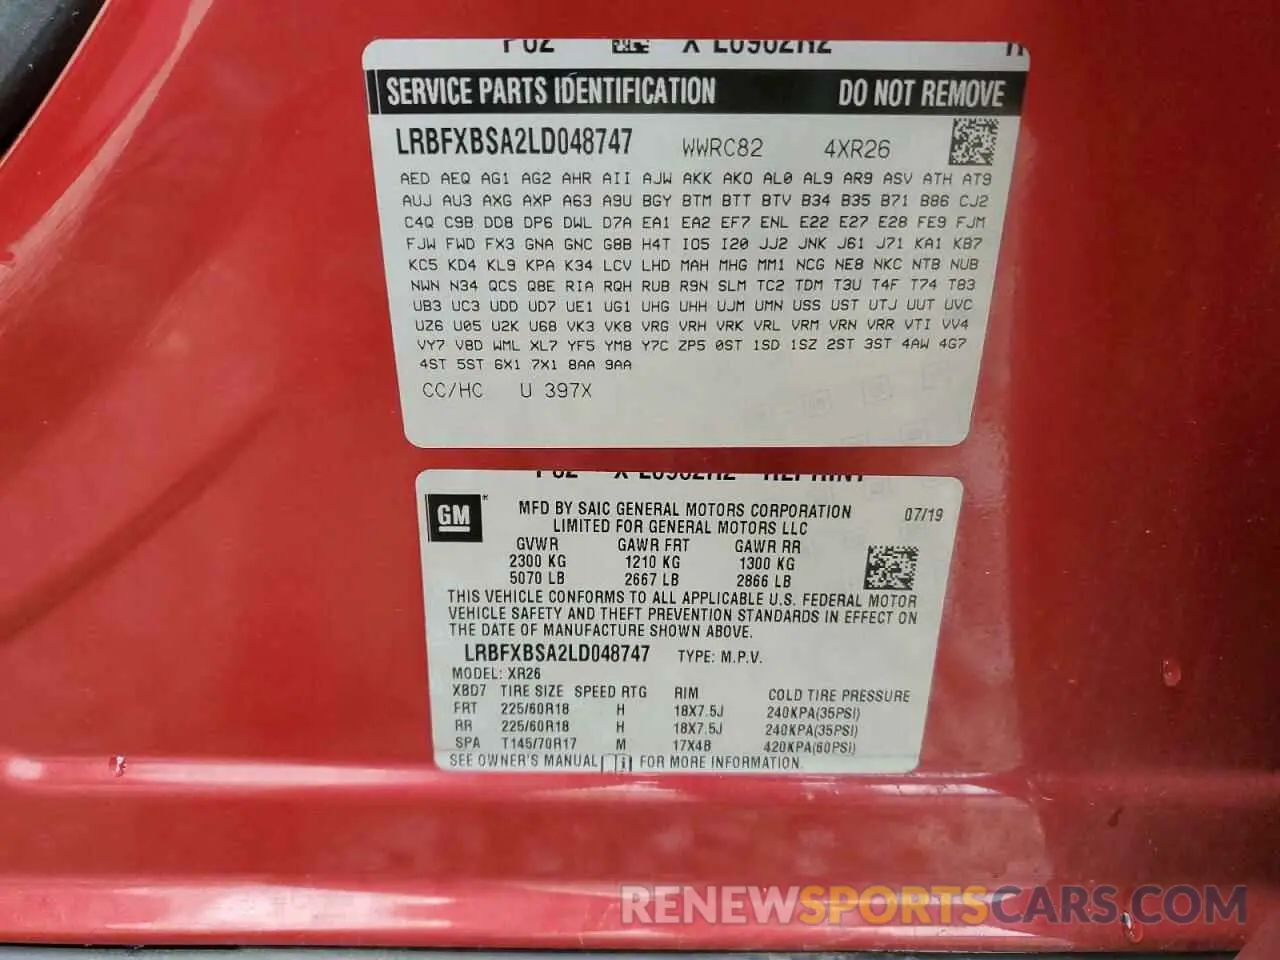 SERVICE PARTS IDENTIFICATION DO NOT REMOVE
LRBFXBSA2LD048747 WWRC82 4XR26
AED AEQ AG1 AG2 AHR AII AJW AKK AKO AL0 AL9 AR9 ASV ATH AT9
AUJ AU3 AXG AXP A63 A9U BGY BTM BTT BTV B34 B35 B71 B86 CJ2
C4Q C9B DD8 DP6 DWL D7A EA1 EA2 EF7 ENL E22 E27 E28 FE9 FJM
FJW FWD FX3 GNA GNC G8B H4T IO5 I20 JJ2 JNK J61 J71 KA1 KB7
KC5 KD4 KL9 KPA K34 LCV LHD MAH MHG MM1 NCG NE8 NKC NTB NUB
NWN N34 QCS Q8E RIA RQH RUB R9N SLM TC2 TDM T3U T4F T74 T83
UB3 UC3 UDD UD7 UE1 UG1 UHG UHH UJM UMN USS UST UTJ UUT UVC
UZ6 U05 U2K U68 VK3 VK8 VRG VRH VRK VRL VRM VRN VRR VTI VV4
VY7 V8D WML XL7 YF5 YM8 Y7C ZP5 0ST 1SD 1SZ 2ST 3ST 4AW 4G7
4ST 5ST 6X1 7X1 8AA 9AA
CC/HC U 397X
GM MFD BY SAIC GENERAL MOTORS CORPORATION 07/19
LIMITED FOR GENERAL MOTORS LLC
GVWR GAWR FRT GAWR RR
2300 KG 1210 KG 1300 KG
5070 LB 2667 LB 2866 LB
THIS VEHICLE CONFORMS TO ALL APPLICABLE U.S. FEDERAL MOTOR
VEHICLE SAFETY AND THEFT PREVENTION STANDARDS IN EFFECT ON
THE DATE OF MANUFACTURE SHOWN ABOVE.
LRBFXBSA2LD048747 TYPE: M.P.V.
MODEL: XR26
XBD7 TIRE SIZE SPEED RTG RIM COLD TIRE PRESSURE
FRT 225/60R18 H 18X7.5J 240KPA(35PSI)
RR 225/60R18 H 18X7.5J 240KPA(35PSI)
SPA T145/70R17 M 17X4B 420KPA(60PSI)
SEE OWNER'S MANUAL FOR MORE INFORMATION.
RENEWSPORTSCARS.COM